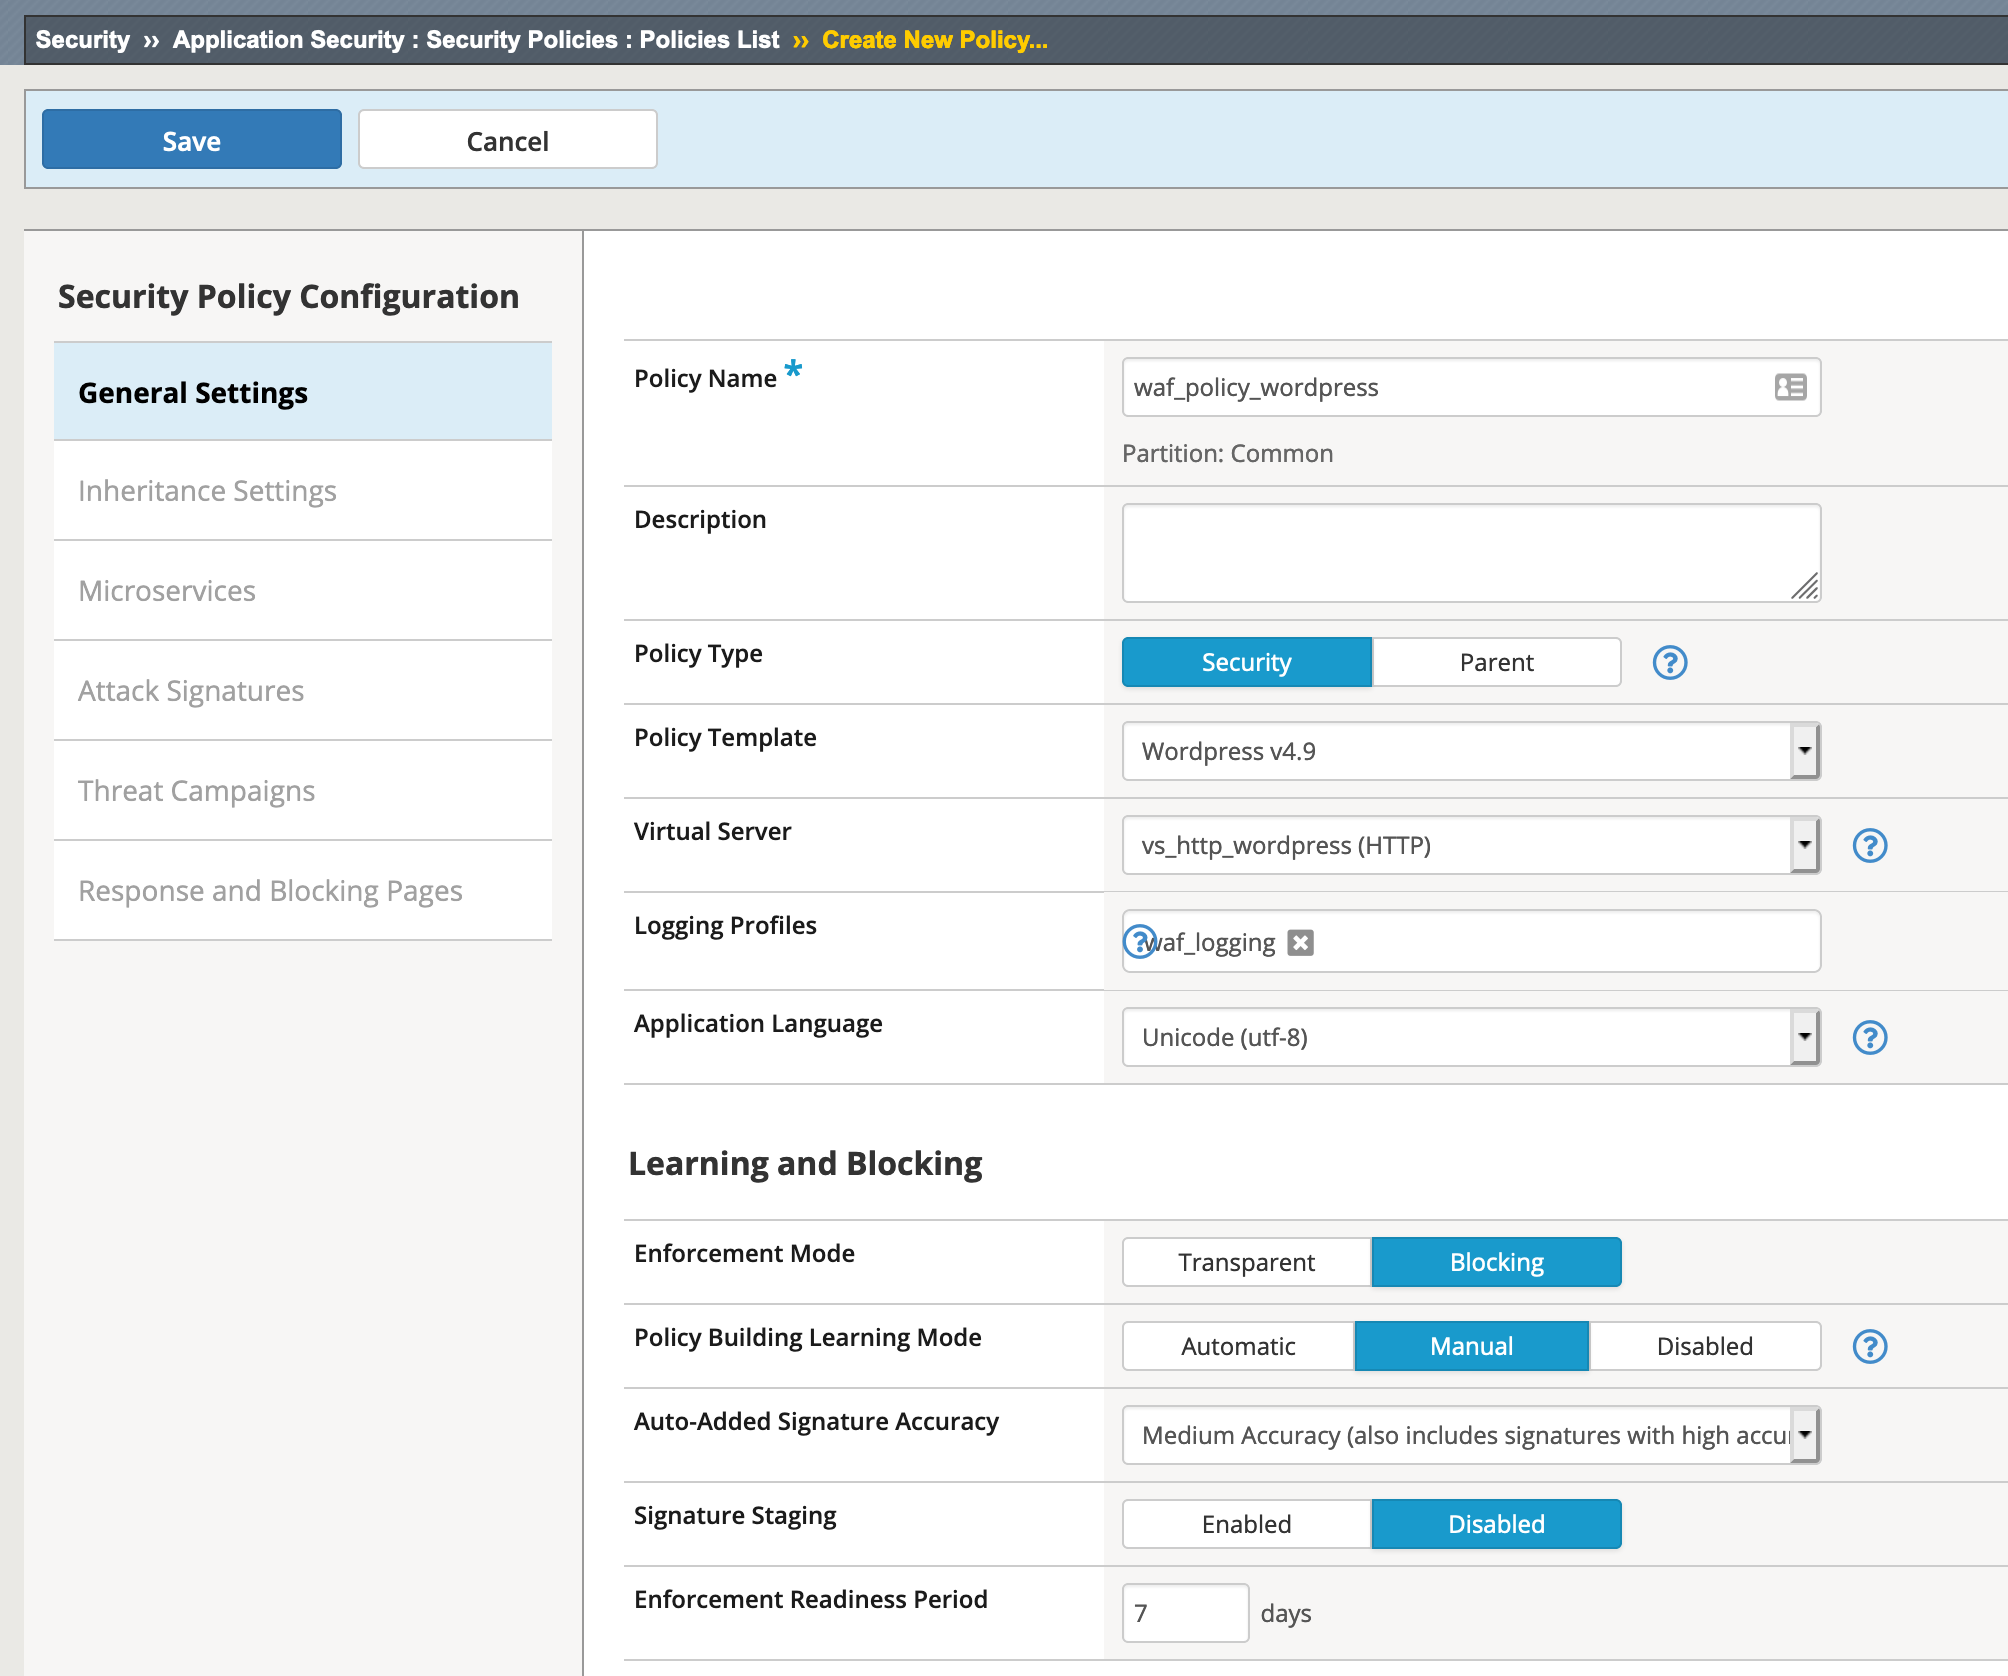 Security » Application Security : Security Policies : Policies List » Create New Policy...
Save Cancel
Security Policy Configuration
General Settings
Inheritance Settings
Microservices
Attack Signatures
Threat Campaigns
Response and Blocking Pages
Policy Name * waf_policy_wordpress
Partition: Common
Description
Policy Type Security Parent ?
Policy Template Wordpress v4.9
Virtual Server vs_http_wordpress (HTTP) ?
Logging Profiles ? waf_logging
Application Language Unicode (utf-8) ?
Learning and Blocking
Enforcement Mode Transparent Blocking
Policy Building Learning Mode Automatic Manual Disabled ?
Auto-Added Signature Accuracy Medium Accuracy (also includes signatures with high accu
Signature Staging Enabled Disabled
Enforcement Readiness Period 7 days